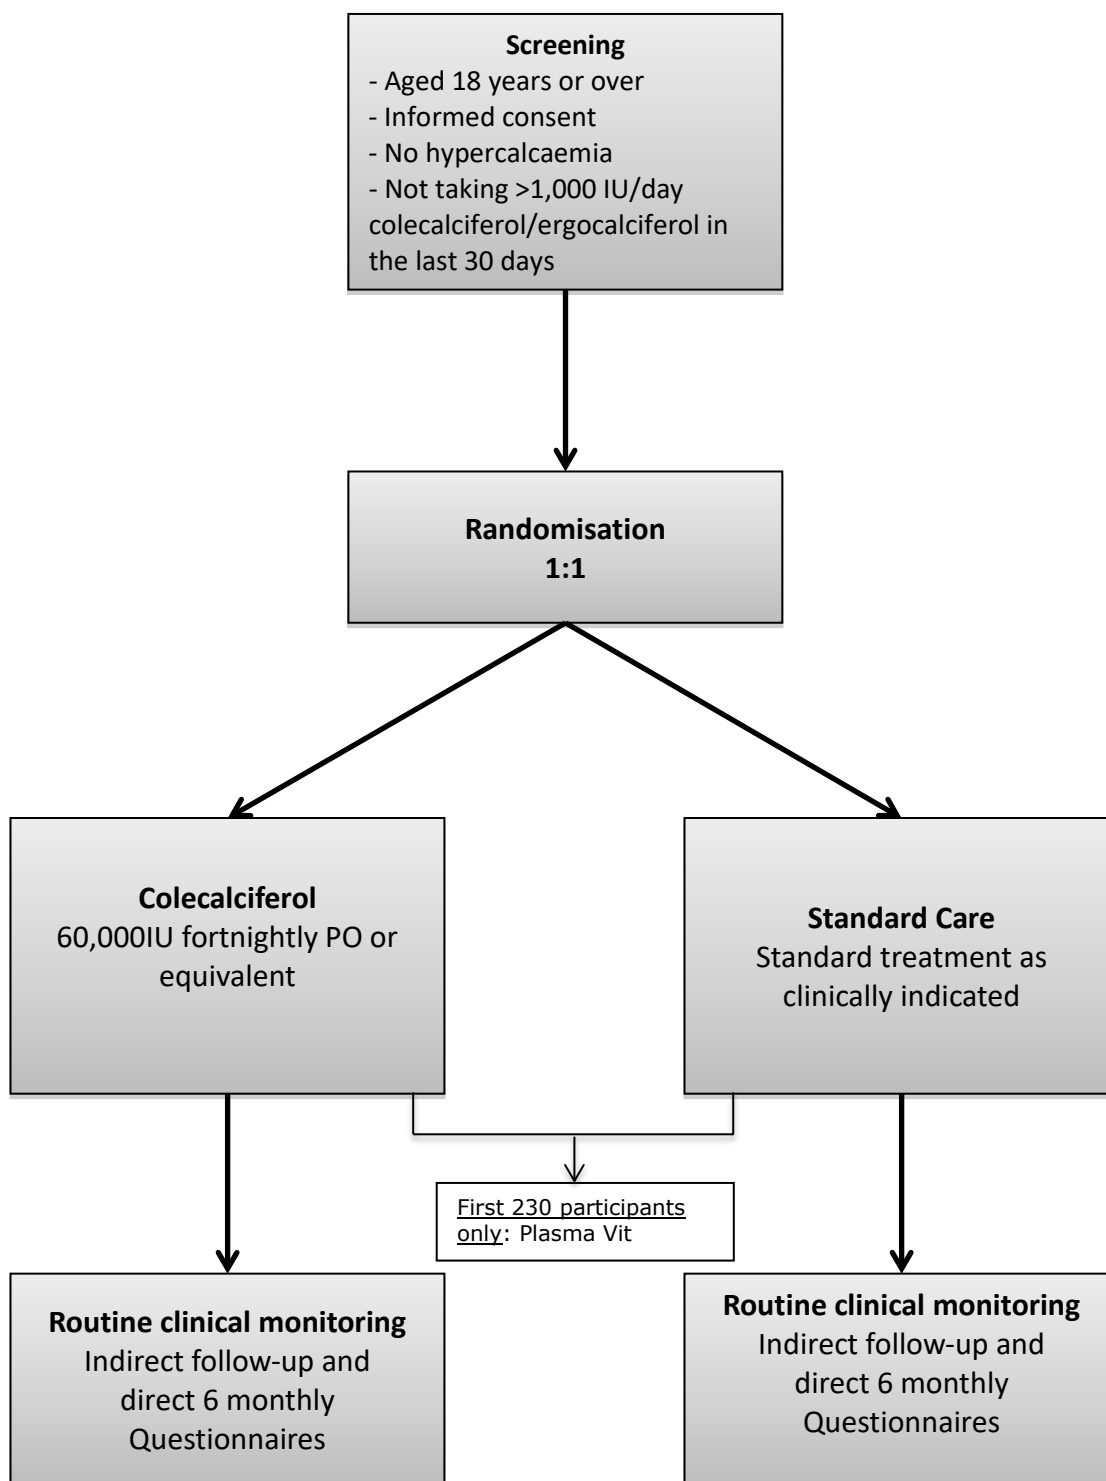 Screening
- Aged 18 years or over
- Informed consent
- No hypercalcaemia
- Not taking >1,000 IU/day
colecalciferol/ergocalciferol in
the last 30 days
Randomisation
1:1
Colecalciferol
60,000IU fortnightly PO or
equivalent
Standard Care
Standard treatment as
clinically indicated
First 230 participants
only: Plasma Vit
Routine clinical monitoring
Indirect follow-up and
direct 6 monthly
Questionnaires
Routine clinical monitoring
Indirect follow-up and
direct 6 monthly
Questionnaires